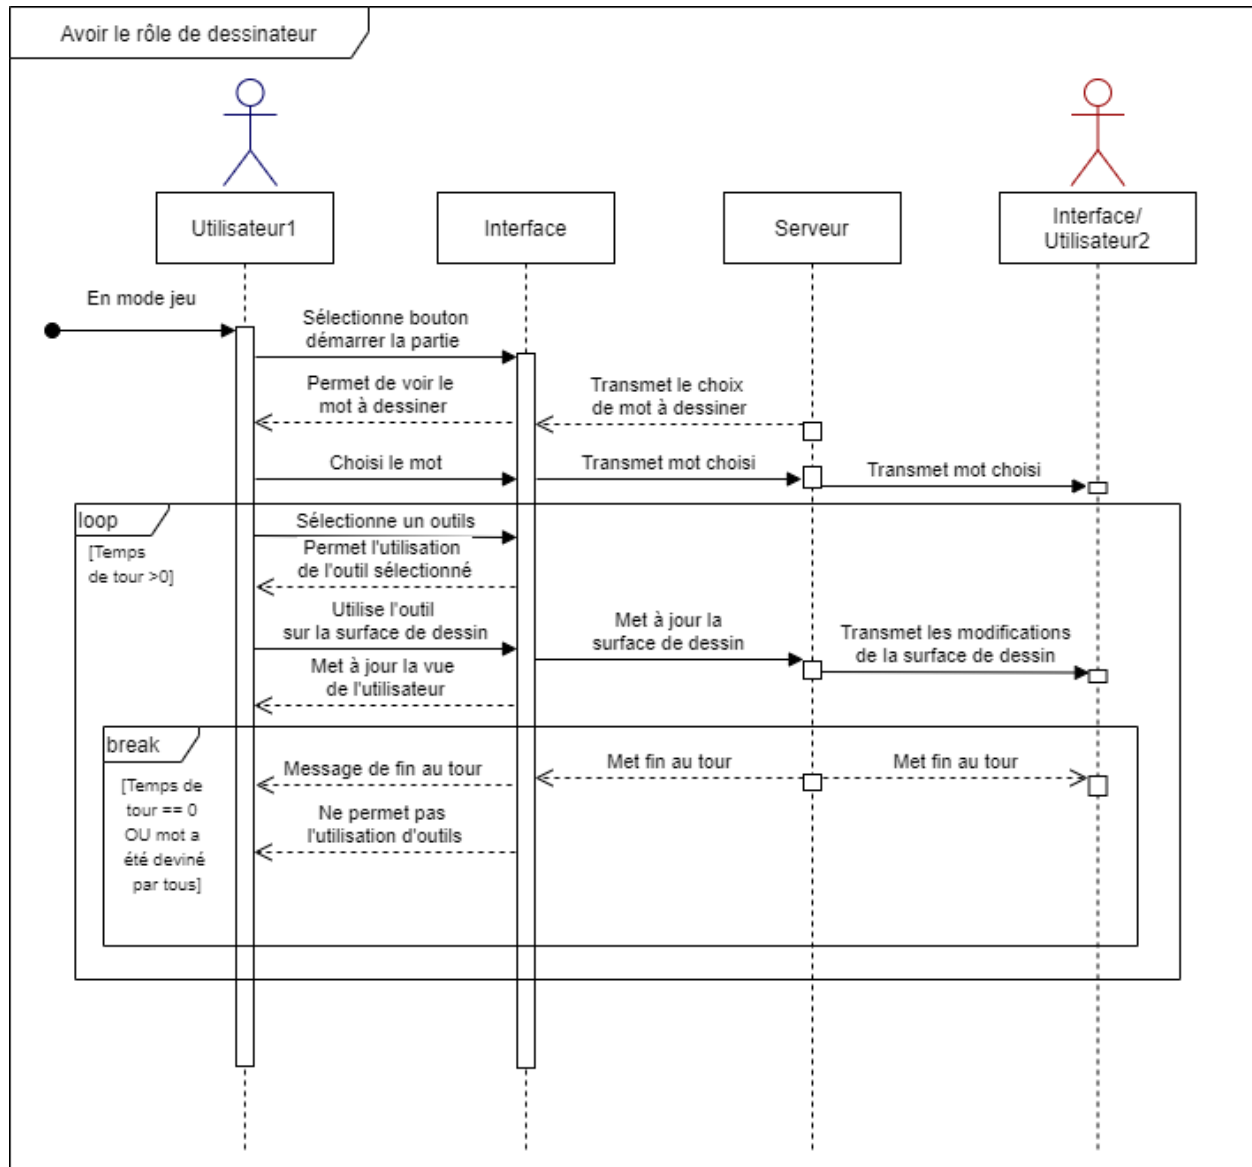 Avoir le rôle de dessinateur
Utilisateur1
Interface
Serveur
Interface/
Utilisateur2
En mode jeu
Sélectionne bouton
démarrer la partie
Permet de voir le
mot à dessiner
Transmet le choix
de mot à dessiner
Choisi le mot
Transmet mot choisi
Transmet mot choisi
loop
[Temps
de tour >0]
Sélectionne un outils
Permet l'utilisation
de l'outil sélectionné
Utilise l'outil
sur la surface de dessin
Met à jour la
surface de dessin
Transmet les modifications
de la surface de dessin
Met à jour la vue
de l'utilisateur
break
[Temps de
tour == 0
OU mot a
été deviné
par tous]
Message de fin au tour
Met fin au tour
Met fin au tour
Ne permet pas
l'utilisation d'outils